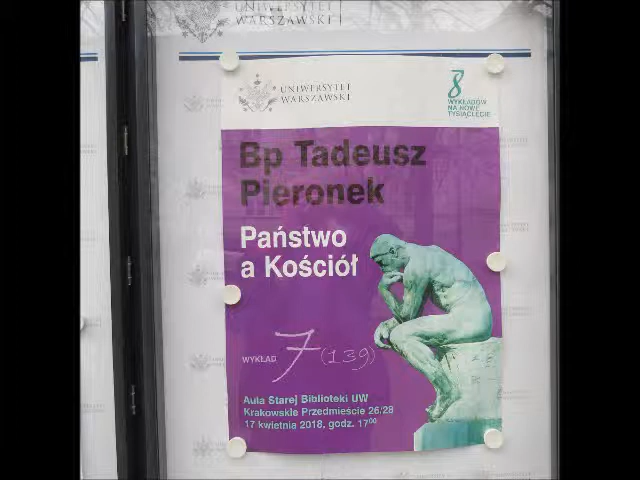 UNIWERSYTET
WARSZAWSKI
UNIWERSYTET
WARSZAWSKI
8
WYKŁADÓW
NA NOWE
TYSIĄCLECIE
Bp Tadeusz
Pieronek
Państwo
a Kościół
WYKŁAD 7 (139)
Aula Starej Biblioteki UW
Krakowskie Przedmieście 26/28
17 kwietnia 2018, godz. 17⁰⁰